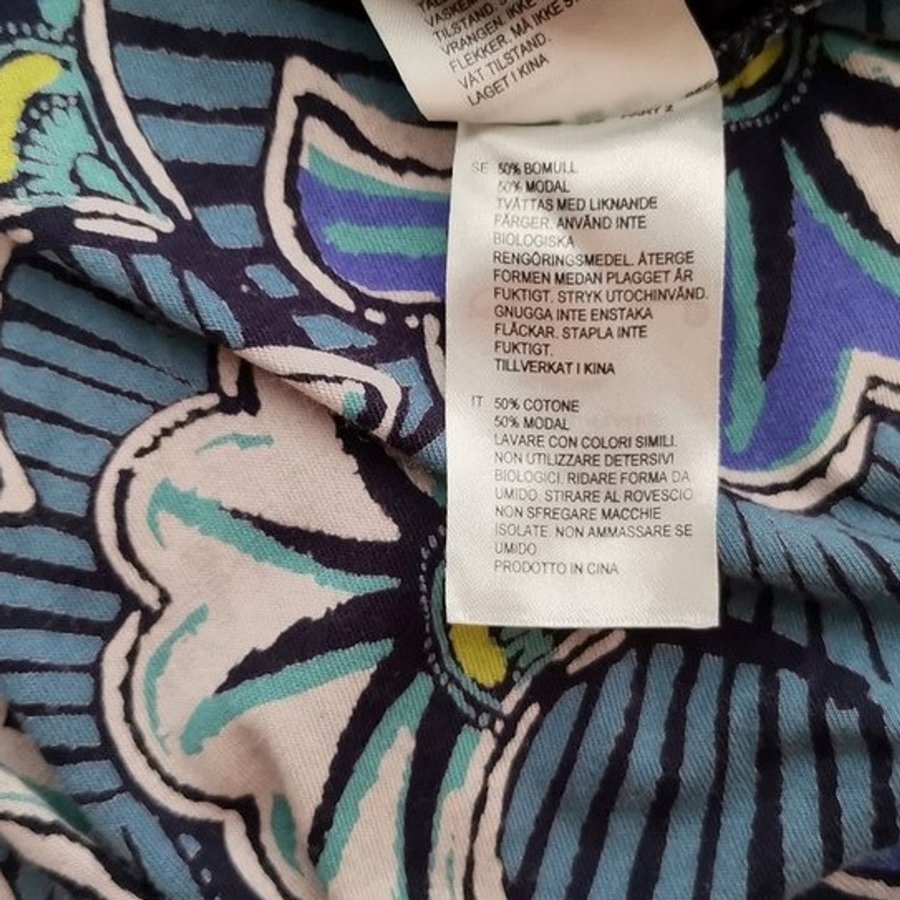 VASKEM
TILSTAND. S
VRANGEN. IKKE
FLEKKER. MÅ IKKE S
VÅT TILSTAND.
LAGET I KINA
SE 50% BOMULL
50% MODAL
TVÄTTAS MED LIKNANDE
FÄRGER. ANVÄND INTE
BIOLOGISKA
RENGÖRINGSMEDEL. ÅTERGE
FORMEN MEDAN PLAGGET ÄR
FUKTIGT. STRYK UTOCHINVÄND.
GNUGGA INTE ENSTAKA
FLÄCKAR. STAPLA INTE
FUKTIGT.
TILLVERKAT I KINA
IT 50% COTONE
50% MODAL
LAVARE CON COLORI SIMILI.
NON UTILIZZARE DETERSIVI
BIOLOGICI. RIDARE FORMA DA
UMIDO. STIRARE AL ROVESCIO
NON SFREGARE MACCHIE
ISOLATE. NON AMMASSARE SE
UMIDO
PRODOTTO IN CINA